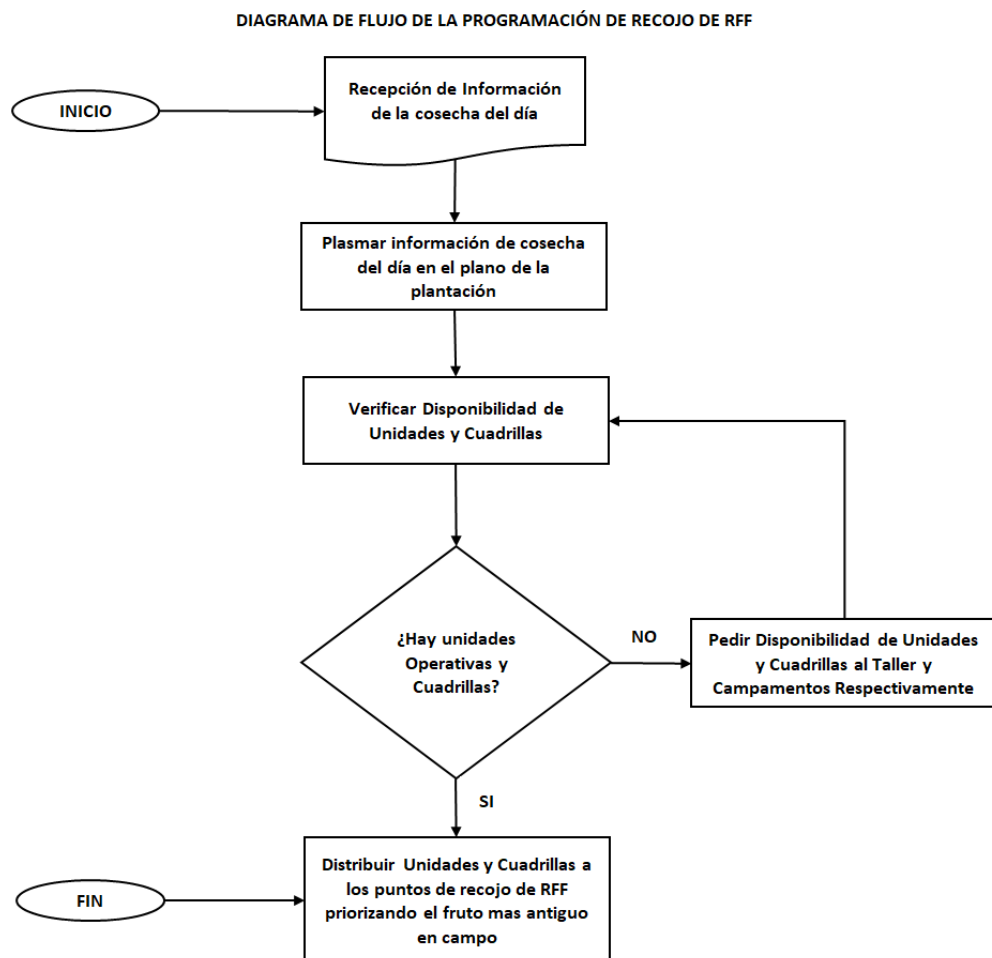 DIAGRAMA DE FLUJO DE LA PROGRAMACIÓN DE RECOJO DE RFF
INICIO
Recepción de Información
de la cosecha del día
Plasmar información de cosecha
del día en el plano de la
plantación
Verificar Disponibilidad de
Unidades y Cuadrillas
¿Hay unidades
Operativas y
Cuadrillas?
NO
Pedir Disponibilidad de Unidades
y Cuadrillas al Taller y
Campamentos Respectivamente
SI
Distribuir Unidades y Cuadrillas a
los puntos de recojo de RFF
priorizando el fruto mas antiguo
en campo
FIN